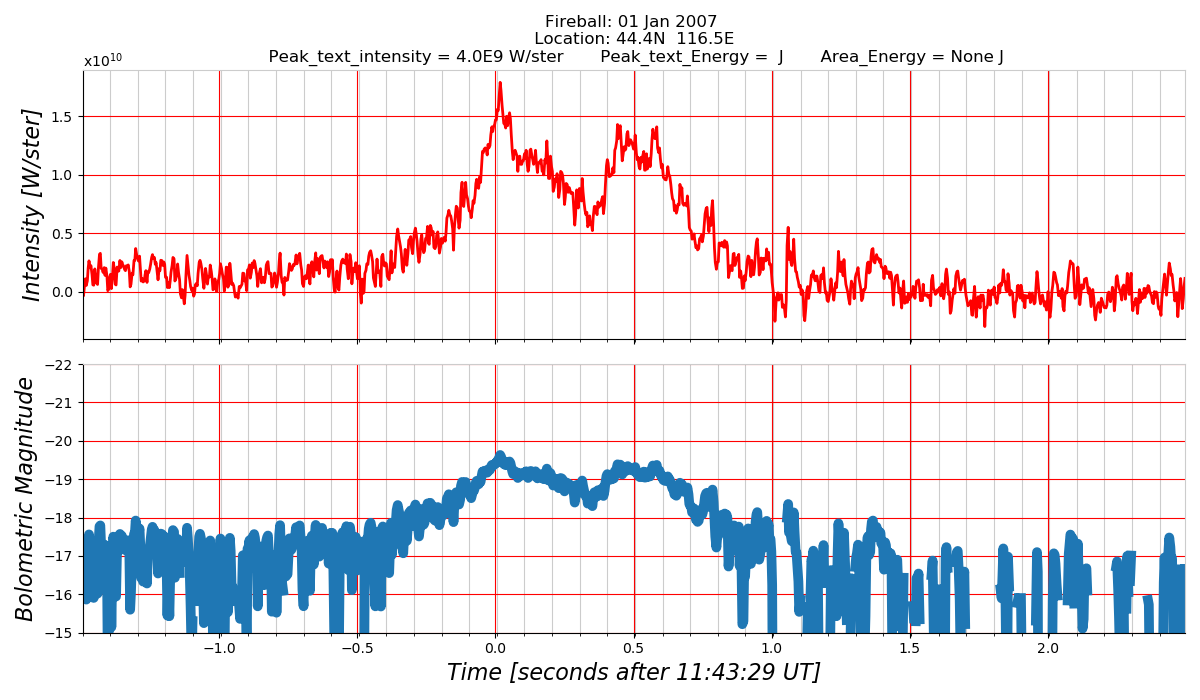 Fireball: 01 Jan 2007
Location: 44.4N  116.5E
Peak_text_intensity = 4.0E9 W/ster       Peak_text_Energy =  J       Area_Energy = None J
x10¹⁰
Intensity [W/ster]
1.5
1.0
0.5
0.0
Bolometric Magnitude
−22
−21
−20
−19
−18
−17
−16
−15
−1.0
−0.5
0.0
0.5
1.0
1.5
2.0
Time [seconds after 11:43:29 UT]